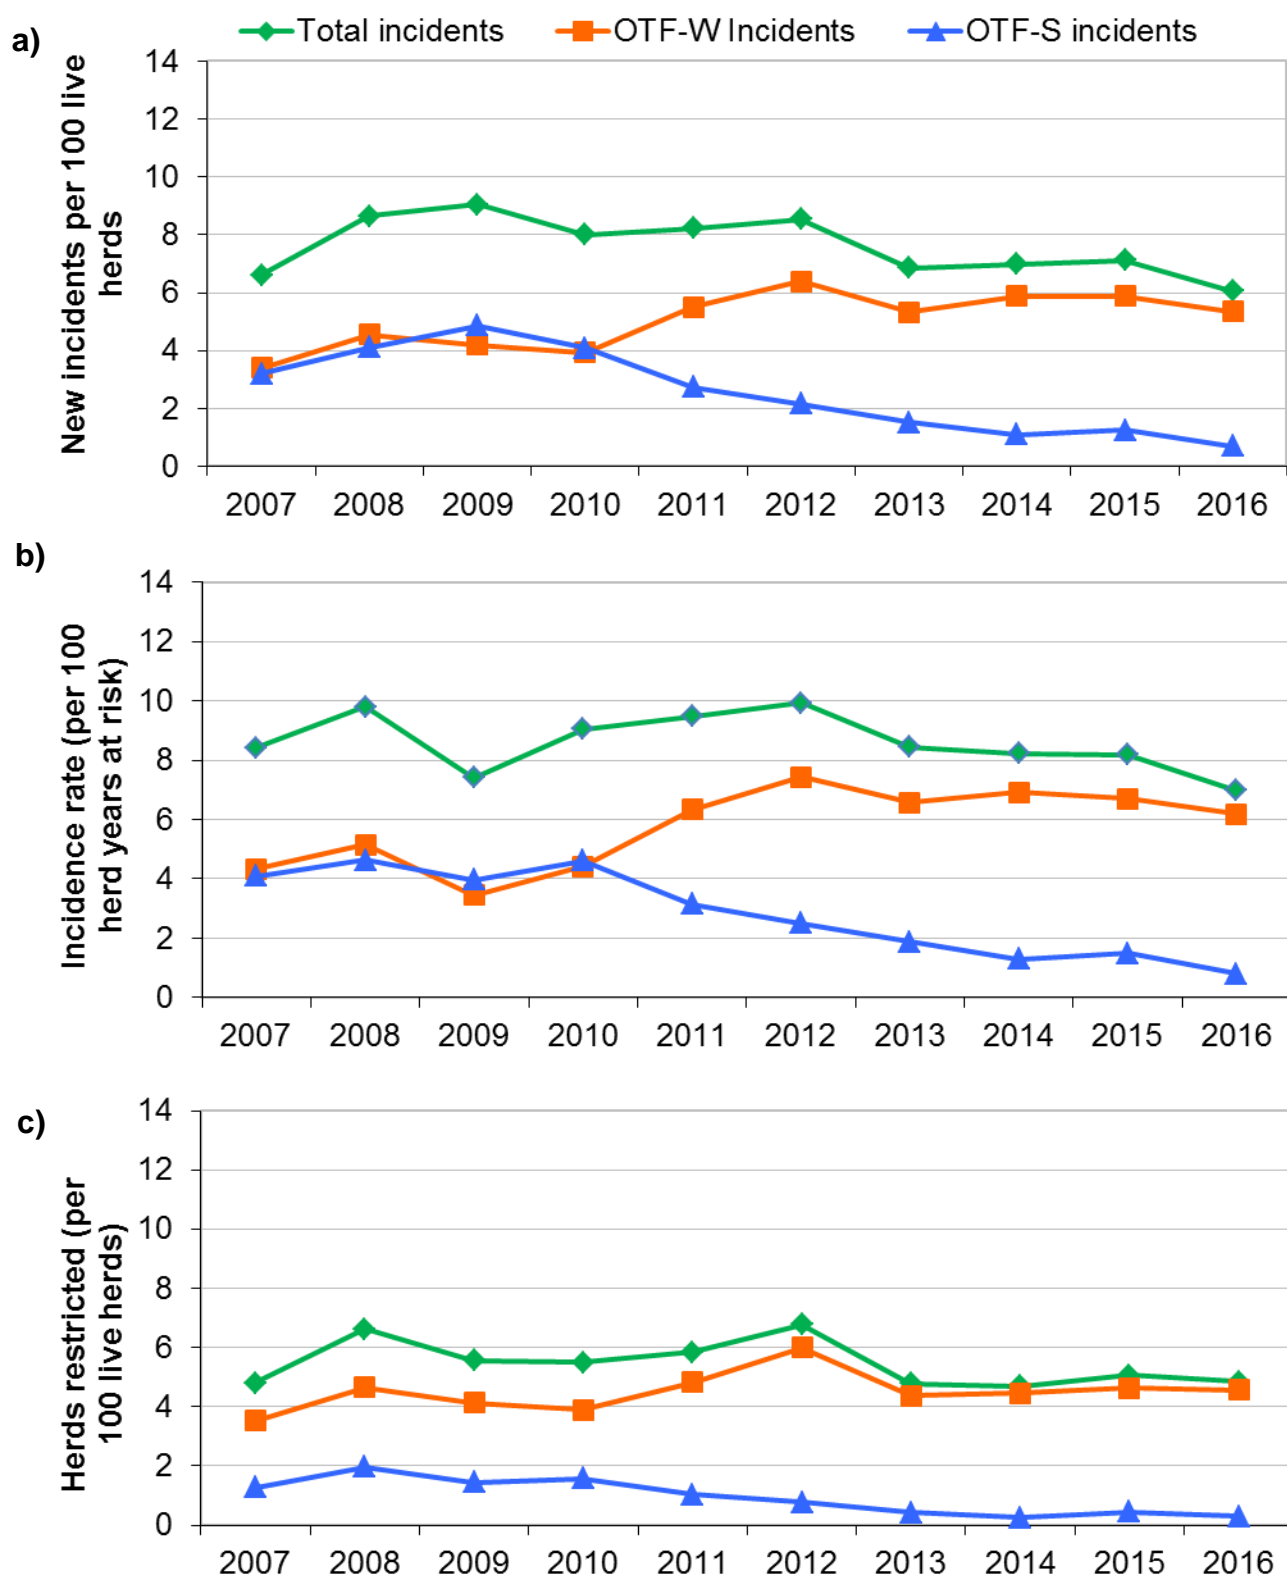 a)
Total incidents OTF-W Incidents OTF-S incidents
New incidents per 100 live
herds
14
12
10
8
6
4
2
0
2007 2008 2009 2010 2011 2012 2013 2014 2015 2016
b)
Incidence rate (per 100
herd years at risk)
14
12
10
8
6
4
2
0
2007 2008 2009 2010 2011 2012 2013 2014 2015 2016
c)
Herds restricted (per
100 live herds)
14
12
10
8
6
4
2
0
2007 2008 2009 2010 2011 2012 2013 2014 2015 2016